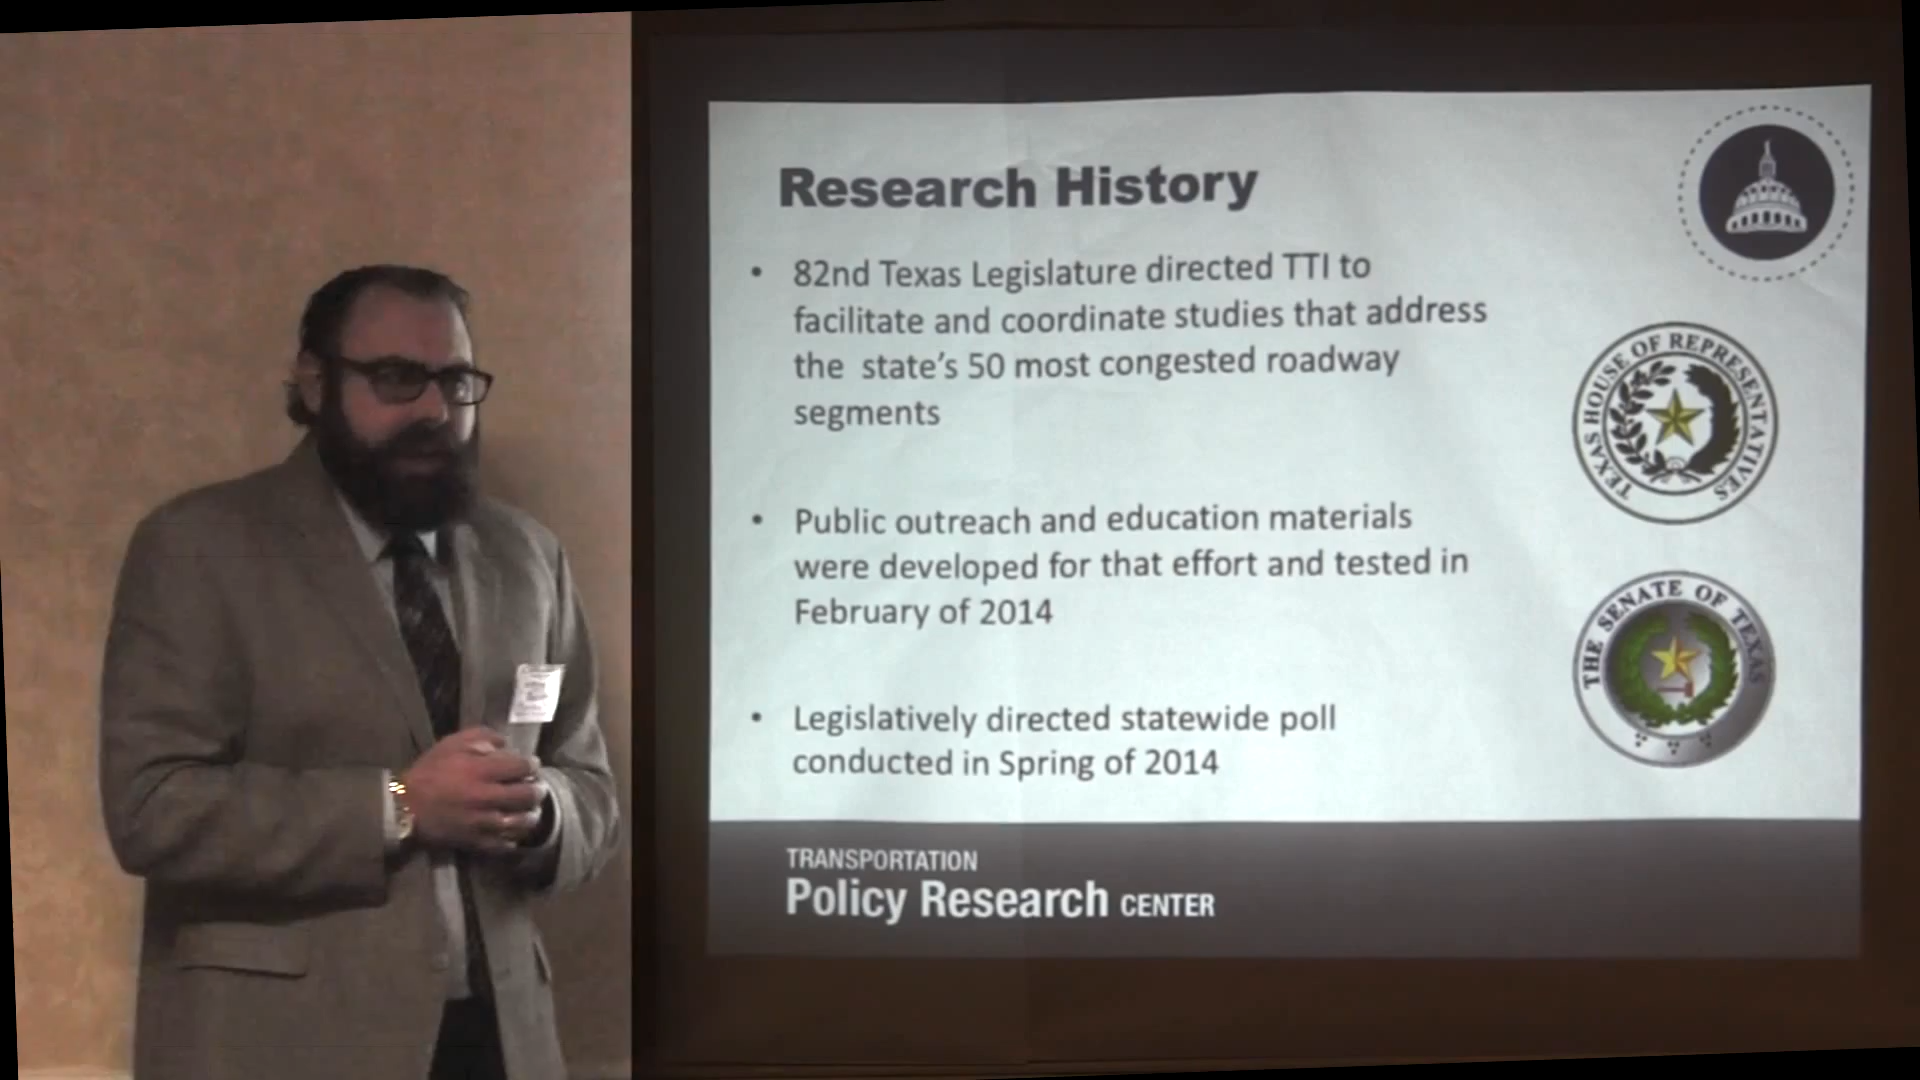 Research History
• 82nd Texas Legislature directed TTI to
facilitate and coordinate studies that address
the  state's 50 most congested roadway
segments
• Public outreach and education materials
were developed for that effort and tested in
February of 2014
• Legislatively directed statewide poll
conducted in Spring of 2014
TEXAS HOUSE OF REPRESENTATIVES
THE SENATE OF TEXAS
TRANSPORTATION
Policy Research CENTER